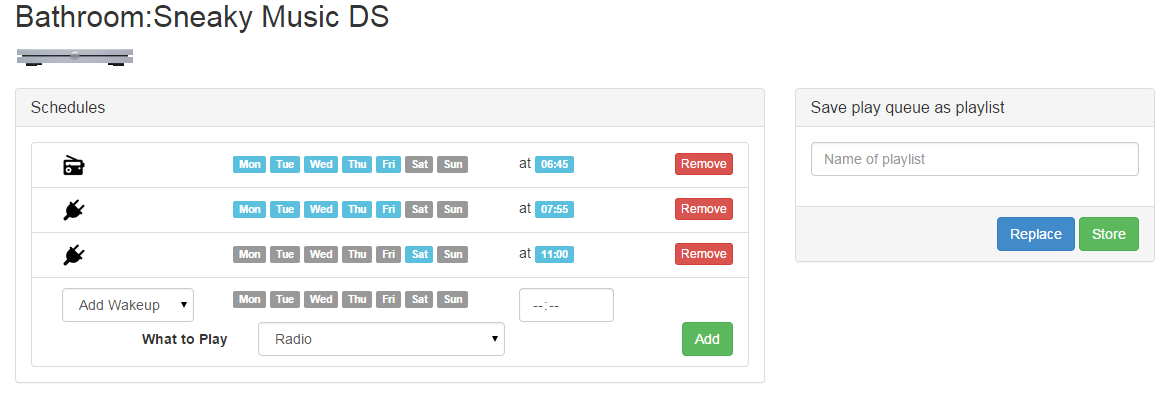 Bathroom:Sneaky Music DS
Schedules
Mon Tue Wed Thu Fri Sat Sun at 06:45 Remove
Mon Tue Wed Thu Fri Sat Sun at 07:55 Remove
Mon Tue Wed Thu Fri Sat Sun at 11:00 Remove
Add Wakeup Mon Tue Wed Thu Fri Sat Sun --:--
What to Play Radio Add
Save play queue as playlist
Name of playlist
Replace Store